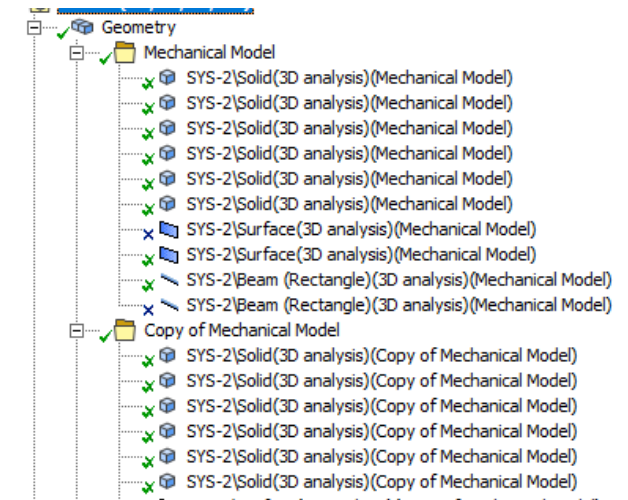 Geometry
Mechanical Model
SYS-2\Solid(3D analysis)(Mechanical Model)
SYS-2\Solid(3D analysis)(Mechanical Model)
SYS-2\Solid(3D analysis)(Mechanical Model)
SYS-2\Solid(3D analysis)(Mechanical Model)
SYS-2\Solid(3D analysis)(Mechanical Model)
SYS-2\Solid(3D analysis)(Mechanical Model)
SYS-2\Surface(3D analysis)(Mechanical Model)
SYS-2\Surface(3D analysis)(Mechanical Model)
SYS-2\Beam (Rectangle)(3D analysis)(Mechanical Model)
SYS-2\Beam (Rectangle)(3D analysis)(Mechanical Model)
Copy of Mechanical Model
SYS-2\Solid(3D analysis)(Copy of Mechanical Model)
SYS-2\Solid(3D analysis)(Copy of Mechanical Model)
SYS-2\Solid(3D analysis)(Copy of Mechanical Model)
SYS-2\Solid(3D analysis)(Copy of Mechanical Model)
SYS-2\Solid(3D analysis)(Copy of Mechanical Model)
SYS-2\Solid(3D analysis)(Copy of Mechanical Model)